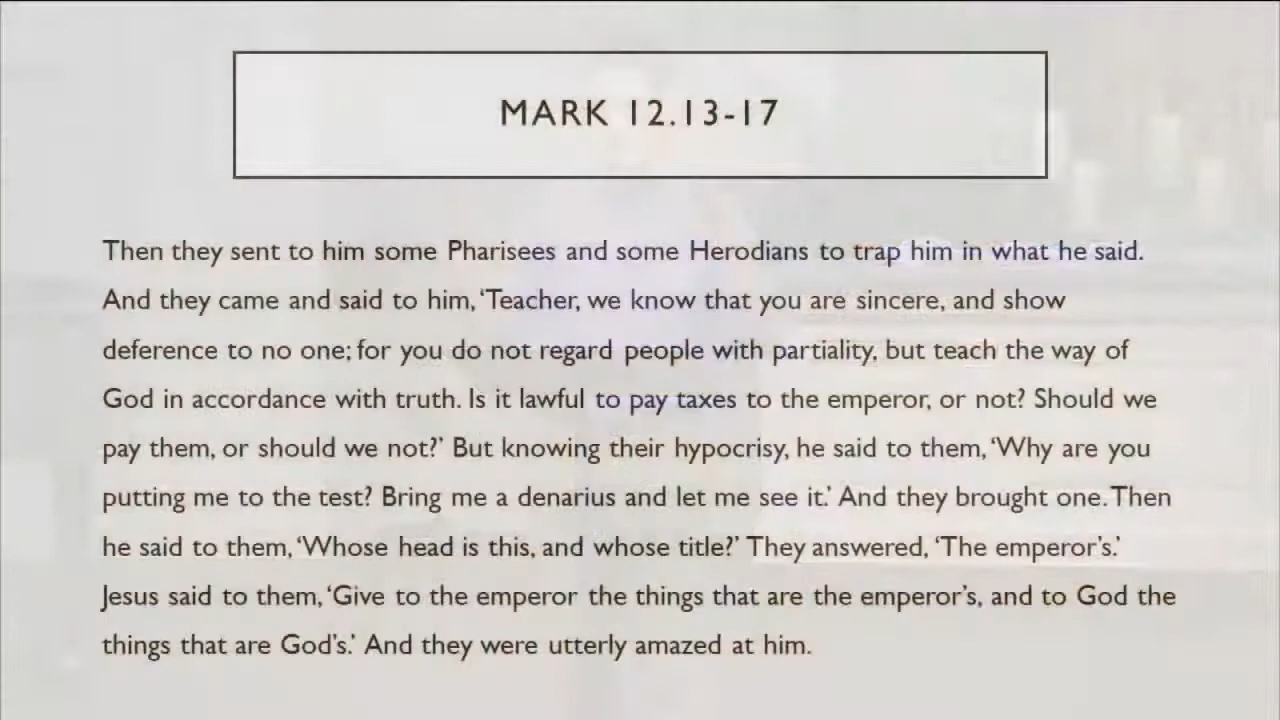 MARK 12.13-17
Then they sent to him some Pharisees and some Herodians to trap him in what he said.
And they came and said to him, ‘Teacher, we know that you are sincere, and show
deference to no one; for you do not regard people with partiality, but teach the way of
God in accordance with truth. Is it lawful to pay taxes to the emperor, or not? Should we
pay them, or should we not?’ But knowing their hypocrisy, he said to them, ‘Why are you
putting me to the test? Bring me a denarius and let me see it.’ And they brought one. Then
he said to them, ‘Whose head is this, and whose title?’ They answered, ‘The emperor’s.’
Jesus said to them, ‘Give to the emperor the things that are the emperor’s, and to God the
things that are God’s.’ And they were utterly amazed at him.